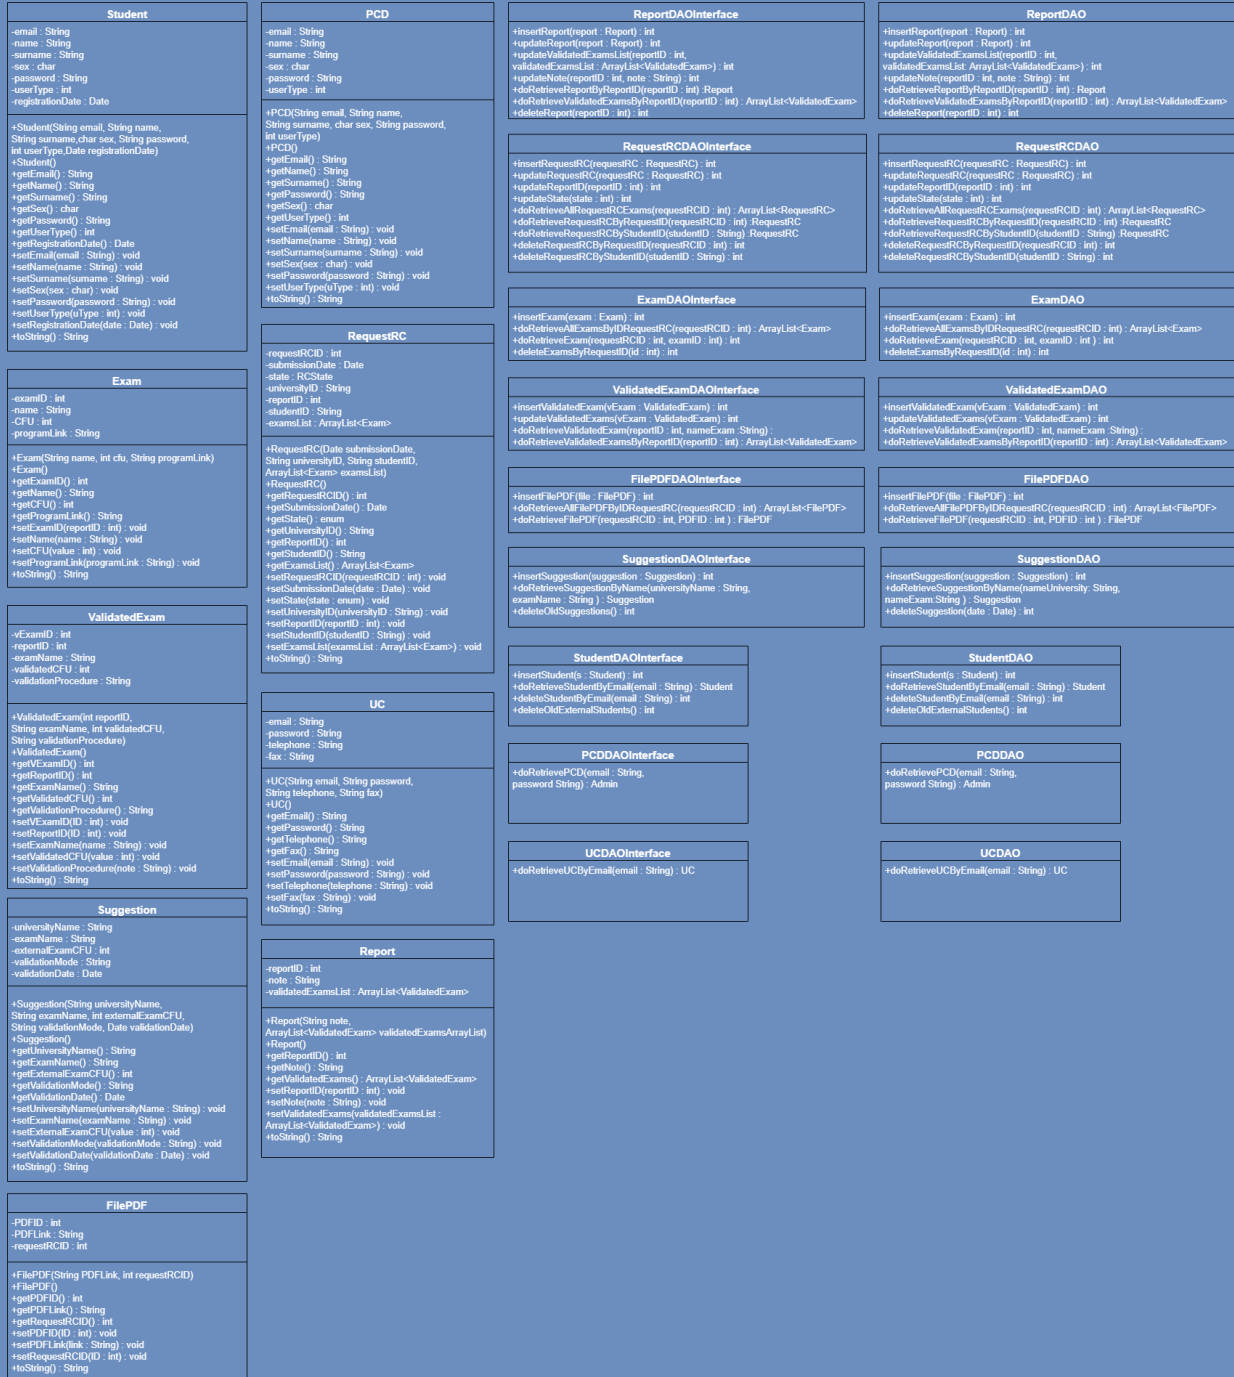 Student
-email : String
-name : String
-surname : String
-sex : char
-password : String
-userType : int
-registrationDate : Date
+Student(String email, String name,
String surname,char sex, String password,
int userType,Date registrationDate)
+Student()
+getEmail() : String
+getName() : String
+getSurname() : String
+getSex() : char
+getPassword() : String
+getUserType() : int
+getRegistrationDate() : Date
+setEmail(email : String) : void
+setName(name : String) : void
+setSurname(surname : String) : void
+setSex(sex : char) : void
+setPassword(password : String) : void
+setUserType(uType : int) : void
+setRegistrationDate(date : Date) : void
+toString() : String
Exam
-examID : int
-name : String
-CFU : int
-programLink : String
+Exam(String name, int cfu, String programLink)
+Exam()
+getExamID() : int
+getName() : String
+getCFU() : int
+getProgramLink() : String
+setExamID(reportID : int) : void
+setName(name : String) : void
+setCFU(value : int) : void
+setProgramLink(programLink : String) : void
+toString() : String
ValidatedExam
-vExamID : int
-reportID : int
-examName : String
-validatedCFU : int
-validationProcedure : String
+ValidatedExam(int reportID,
String examName, int validatedCFU,
String validationProcedure)
+ValidatedExam()
+getVExamID() : int
+getReportID() : int
+getExamName() : String
+getValidatedCFU() : int
+getValidationProcedure() : String
+setVExamID(ID : int) : void
+setReportID(ID : int) : void
+setExamName(name : String) : void
+setValidatedCFU(value : int) : void
+setValidationProcedure(note : String) : void
+toString() : String
Suggestion
-universityName : String
-examName : String
-externalExamCFU : int
-validationMode : String
-validationDate : Date
+Suggestion(String universityName,
String examName, int externalExamCFU,
String validationMode, Date validationDate)
+Suggestion()
+getUniversityName() : String
+getExamName() : String
+getExternalExamCFU() : int
+getValidationMode() : String
+getValidationDate() : Date
+setUniversityName(universityName : String) : void
+setExamName(examName : String) : void
+setExternalExamCFU(value : int) : void
+setValidationMode(validationMode : String) : void
+setValidationDate(validationDate : Date) : void
+toString() : String
FilePDF
-PDFID : int
-PDFLink : String
-requestRCID : int
+FilePDF(String PDFLink, int requestRCID)
+FilePDF()
+getPDFID() : int
+getPDFLink() : String
+getRequestRCID() : int
+setPDFID(ID : int) : void
+setPDFLink(link : String) : void
+setRequestRCID(ID : int) : void
+toString() : String
PCD
-email : String
-name : String
-surname : String
-sex : char
-password : String
-userType : int
+PCD(String email, String name,
String surname, char sex, String password,
int userType)
+PCD()
+getEmail() : String
+getName() : String
+getSurname() : String
+getPassword() : String
+getSex() : char
+getUserType() : int
+setEmail(email : String) : void
+setName(name : String) : void
+setSurname(surname : String) : void
+setSex(sex : char) : void
+setPassword(password : String) : void
+setUserType(uType : int) : void
+toString() : String
RequestRC
-requestRCID : int
-submissionDate : Date
-state : RCState
-universityID : String
-reportID : int
-studentID : String
-examsList : ArrayList<Exam>
+RequestRC(Date submissionDate,
String universityID, String studentID,
ArrayList<Exam> examsList)
+RequestRC()
+getRequestRCID() : int
+getSubmissionDate() : Date
+getState() : enum
+getUniversityID() : String
+getReportID() : int
+getStudentID() : String
+getExamsList() : ArrayList<Exam>
+setRequestRCID(requestRCID : int) : void
+setSubmissionDate(date : Date) : void
+setState(state : enum) : void
+setUniversityID(universityID : String) : void
+setReportID(reportID : int) : void
+setStudentID(studentID : String) : void
+setExamsList(examsList : ArrayList<Exam>) : void
+toString() : String
UC
-email : String
-password : String
-telephone : String
-fax : String
+UC(String email, String password,
String telephone, String fax)
+UC()
+getEmail() : String
+getPassword() : String
+getTelephone() : String
+getFax() : String
+setEmail(email : String) : void
+setPassword(password : String) : void
+setTelephone(telephone : String) : void
+setFax(fax : String) : void
+toString() : String
Report
-reportID : int
-note : String
-validatedExamsList : ArrayList<ValidatedExam>
+Report(String note,
ArrayList<ValidatedExam> validatedExamsArrayList)
+Report()
+getReportID() : int
+getNote() : String
+getValidatedExams() : ArrayList<ValidatedExam>
+setReportID(reportID : int) : void
+setNote(note : String) : void
+setValidatedExams(validatedExamsList :
ArrayList<ValidatedExam>) : void
+toString() : String
ReportDAOInterface
+insertReport(report : Report) : int
+updateReport(report : Report) : int
+updateValidatedExamsList(reportID : int,
validatedExamsList : ArrayList<ValidatedExam>) : int
+updateNote(reportID : int, note : String) : int
+doRetrieveReportByReportID(reportID : int) :Report
+doRetrieveValidatedExamsByReportID(reportID : int) : ArrayList<ValidatedExam>
+deleteReport(reportID : int) : int
RequestRCDAOInterface
+insertRequestRC(requestRC : RequestRC) : int
+updateRequestRC(requestRC : RequestRC) : int
+updateReportID(reportID : int) : int
+updateState(state : int) : int
+doRetrieveAllRequestRCExams(requestRCID : int) : ArrayList<RequestRC>
+doRetrieveRequestRCByRequestID(requestRCID : int) :RequestRC
+doRetrieveRequestRCByStudentID(studentID : String) :RequestRC
+deleteRequestRCByRequestID(requestRCID : int) : int
+deleteRequestRCByStudentID(studentID : String) : int
ExamDAOInterface
+insertExam(exam : Exam) : int
+doRetrieveAllExamsByIDRequestRC(requestRCID : int) : ArrayList<Exam>
+doRetrieveExam(requestRCID : int, examID : int) : int
+deleteExamsByRequestID(id : int) : int
ValidatedExamDAOInterface
+insertValidatedExam(vExam : ValidatedExam) : int
+updateValidatedExams(vExam : ValidatedExam) : int
+doRetrieveValidatedExam(reportID : int, nameExam :String) :
+doRetrieveValidatedExamsByReportID(reportID : int) : ArrayList<ValidatedExam>
FilePDFDAOInterface
+insertFilePDF(file : FilePDF) : int
+doRetrieveAllFilePDFByIDRequestRC(requestRCID : int) : ArrayList<FilePDF>
+doRetrieveFilePDF(requestRCID : int, PDFID : int ) : FilePDF
SuggestionDAOInterface
+insertSuggestion(suggestion : Suggestion) : int
+doRetrieveSuggestionByName(universityName : String,
examName : String ) : Suggestion
+deleteOldSuggestions() : int
StudentDAOInterface
+insertStudent(s : Student) : int
+doRetrieveStudentByEmail(email : String) : Student
+deleteStudentByEmail(email : String) : int
+deleteOldExternalStudents() : int
PCDDAOInterface
+doRetrievePCD(email : String,
password String) : Admin
UCDAOInterface
+doRetrieveUCByEmail(email : String) : UC
ReportDAO
+insertReport(report : Report) : int
+updateReport(report : Report) : int
+updateValidatedExamsList(reportID : int,
validatedExamsList: ArrayList<ValidatedExam>) : int
+updateNote(reportID : int, note : String) : int
+doRetrieveReportByReportID(reportID : int) : Report
+doRetrieveValidatedExamsByReportID(reportID : int) : ArrayList<ValidatedExam>
+deleteReport(reportID : int) : int
RequestRCDAO
+insertRequestRC(requestRC : RequestRC) : int
+updateRequestRC(requestRC : RequestRC) : int
+updateReportID(reportID : int) : int
+updateState(state : int) : int
+doRetrieveAllRequestRCExams(requestRCID : int) : ArrayList<RequestRC>
+doRetrieveRequestRCByRequestID(requestRCID : int) :RequestRC
+doRetrieveRequestRCByStudentID(studentID : String) :RequestRC
+deleteRequestRCByRequestID(requestRCID : int) : int
+deleteRequestRCByStudentID(studentID : String) : int
ExamDAO
+insertExam(exam : Exam) : int
+doRetrieveAllExamsByIDRequestRC(requestRCID : int) : ArrayList<Exam>
+doRetrieveExam(requestRCID : int, examID : int ) : int
+deleteExamsByRequestID(id : int) : int
ValidatedExamDAO
+insertValidatedExam(vExam : ValidatedExam) : int
+updateValidatedExams(vExam : ValidatedExam) : int
+doRetrieveValidatedExam(reportID : int, nameExam :String) :
+doRetrieveValidatedExamsByReportID(reportID : int) : ArrayList<ValidatedExam>
FilePDFDAO
+insertFilePDF(file : FilePDF) : int
+doRetrieveAllFilePDFByIDRequestRC(requestRCID : int) : ArrayList<FilePDF>
+doRetrieveFilePDF(requestRCID : int, PDFID : int ) : FilePDF
SuggestionDAO
+insertSuggestion(suggestion : Suggestion) : int
+doRetrieveSuggestionByName(nameUniversity: String,
nameExam:String ) : Suggestion
+deleteSuggestion(date : Date) : int
StudentDAO
+insertStudent(s : Student) : int
+doRetrieveStudentByEmail(email : String) : Student
+deleteStudentByEmail(email : String) : int
+deleteOldExternalStudents() : int
PCDDAO
+doRetrievePCD(email : String,
password String) : Admin
UCDAO
+doRetrieveUCByEmail(email : String) : UC